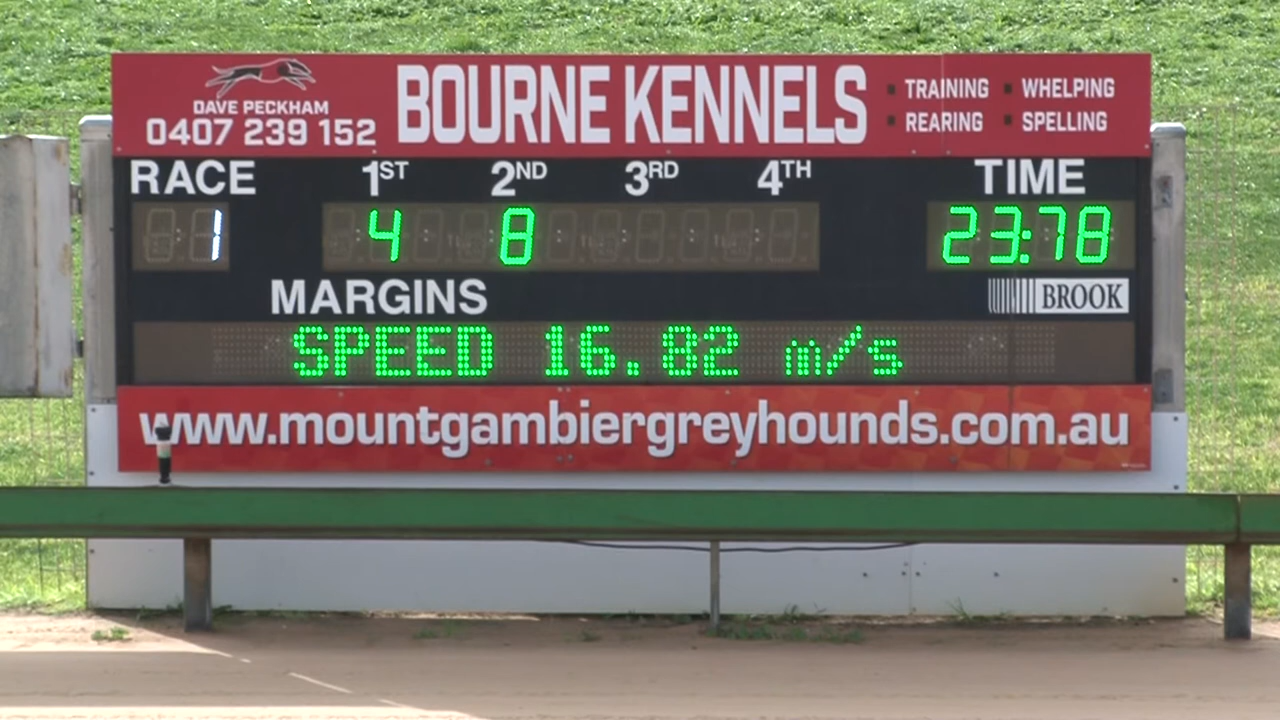 DAVE PECKHAM
0407 239 152
BOURNE KENNELS
TRAINING
WHELPING
REARING
SPELLING
RACE 1ST 2ND 3RD 4TH TIME
1 4 8 23:78
MARGINS
BROOK
SPEED 16.82 m/s
www.mountgambiergreyhounds.com.au